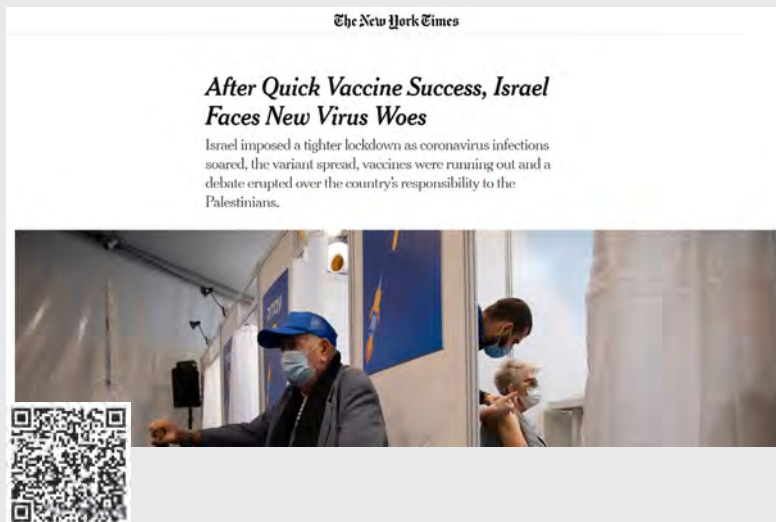 The New York Times
After Quick Vaccine Success, Israel
Faces New Virus Woes
Israel imposed a tighter lockdown as coronavirus infections
soared, the variant spread, vaccines were running out and a
debate erupted over the country's responsibility to the
Palestinians.